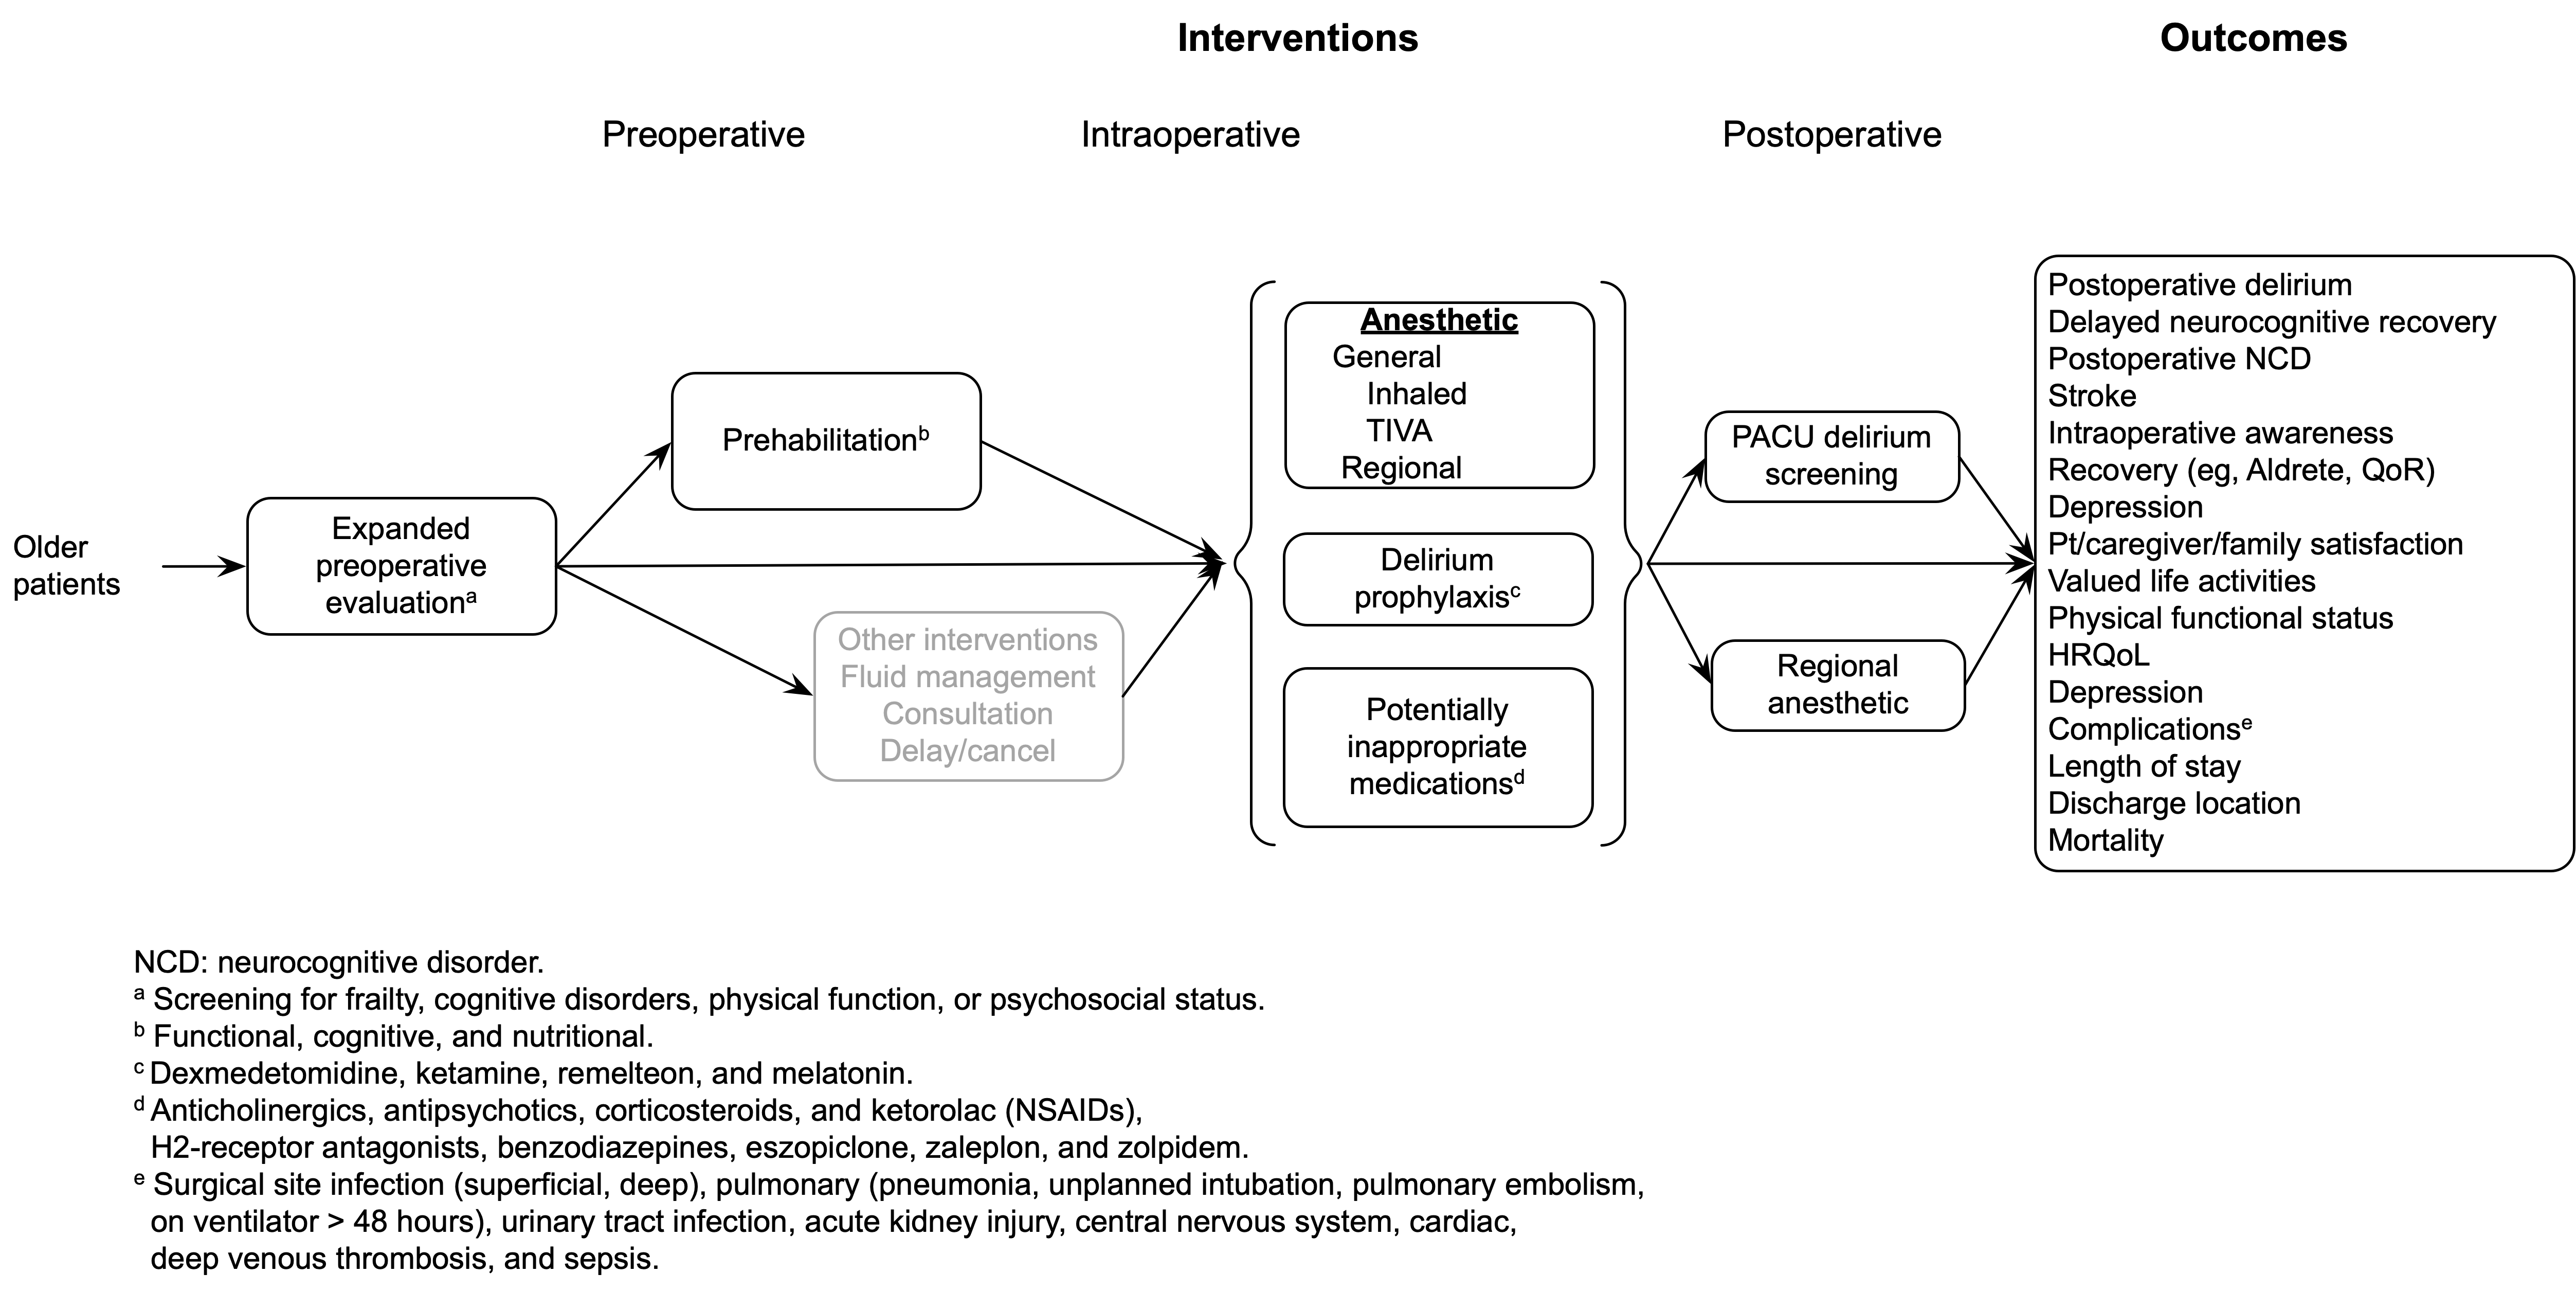 Interventions
Outcomes
Preoperative
Intraoperative
Postoperative
Older
patients
Expanded
preoperative
evaluationᵃ
Prehabilitationᵇ
Other interventions
Fluid management
Consultation
Delay/cancel
Anesthetic
General
Inhaled
TIVA
Regional
Delirium
prophylaxisᶜ
Potentially
inappropriate
medicationsᵈ
PACU delirium
screening
Regional
anesthetic
Postoperative delirium
Delayed neurocognitive recovery
Postoperative NCD
Stroke
Intraoperative awareness
Recovery (eg, Aldrete, QoR)
Depression
Pt/caregiver/family satisfaction
Valued life activities
Physical functional status
HRQoL
Depression
Complicationsᵉ
Length of stay
Discharge location
Mortality
NCD: neurocognitive disorder.
ᵃ Screening for frailty, cognitive disorders, physical function, or psychosocial status.
ᵇ Functional, cognitive, and nutritional.
ᶜ Dexmedetomidine, ketamine, remelteon, and melatonin.
ᵈ Anticholinergics, antipsychotics, corticosteroids, and ketorolac (NSAIDs),
H2-receptor antagonists, benzodiazepines, eszopiclone, zaleplon, and zolpidem.
ᵉ Surgical site infection (superficial, deep), pulmonary (pneumonia, unplanned intubation, pulmonary embolism,
on ventilator > 48 hours), urinary tract infection, acute kidney injury, central nervous system, cardiac,
deep venous thrombosis, and sepsis.